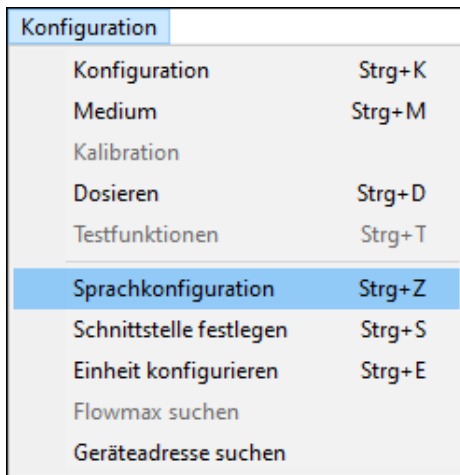 Konfiguration
Konfiguration Strg+K
Medium Strg+M
Kalibration
Dosieren Strg+D
Testfunktionen Strg+T
Sprachkonfiguration Strg+Z
Schnittstelle festlegen Strg+S
Einheit konfigurieren Strg+E
Flowmax suchen
Geräteadresse suchen